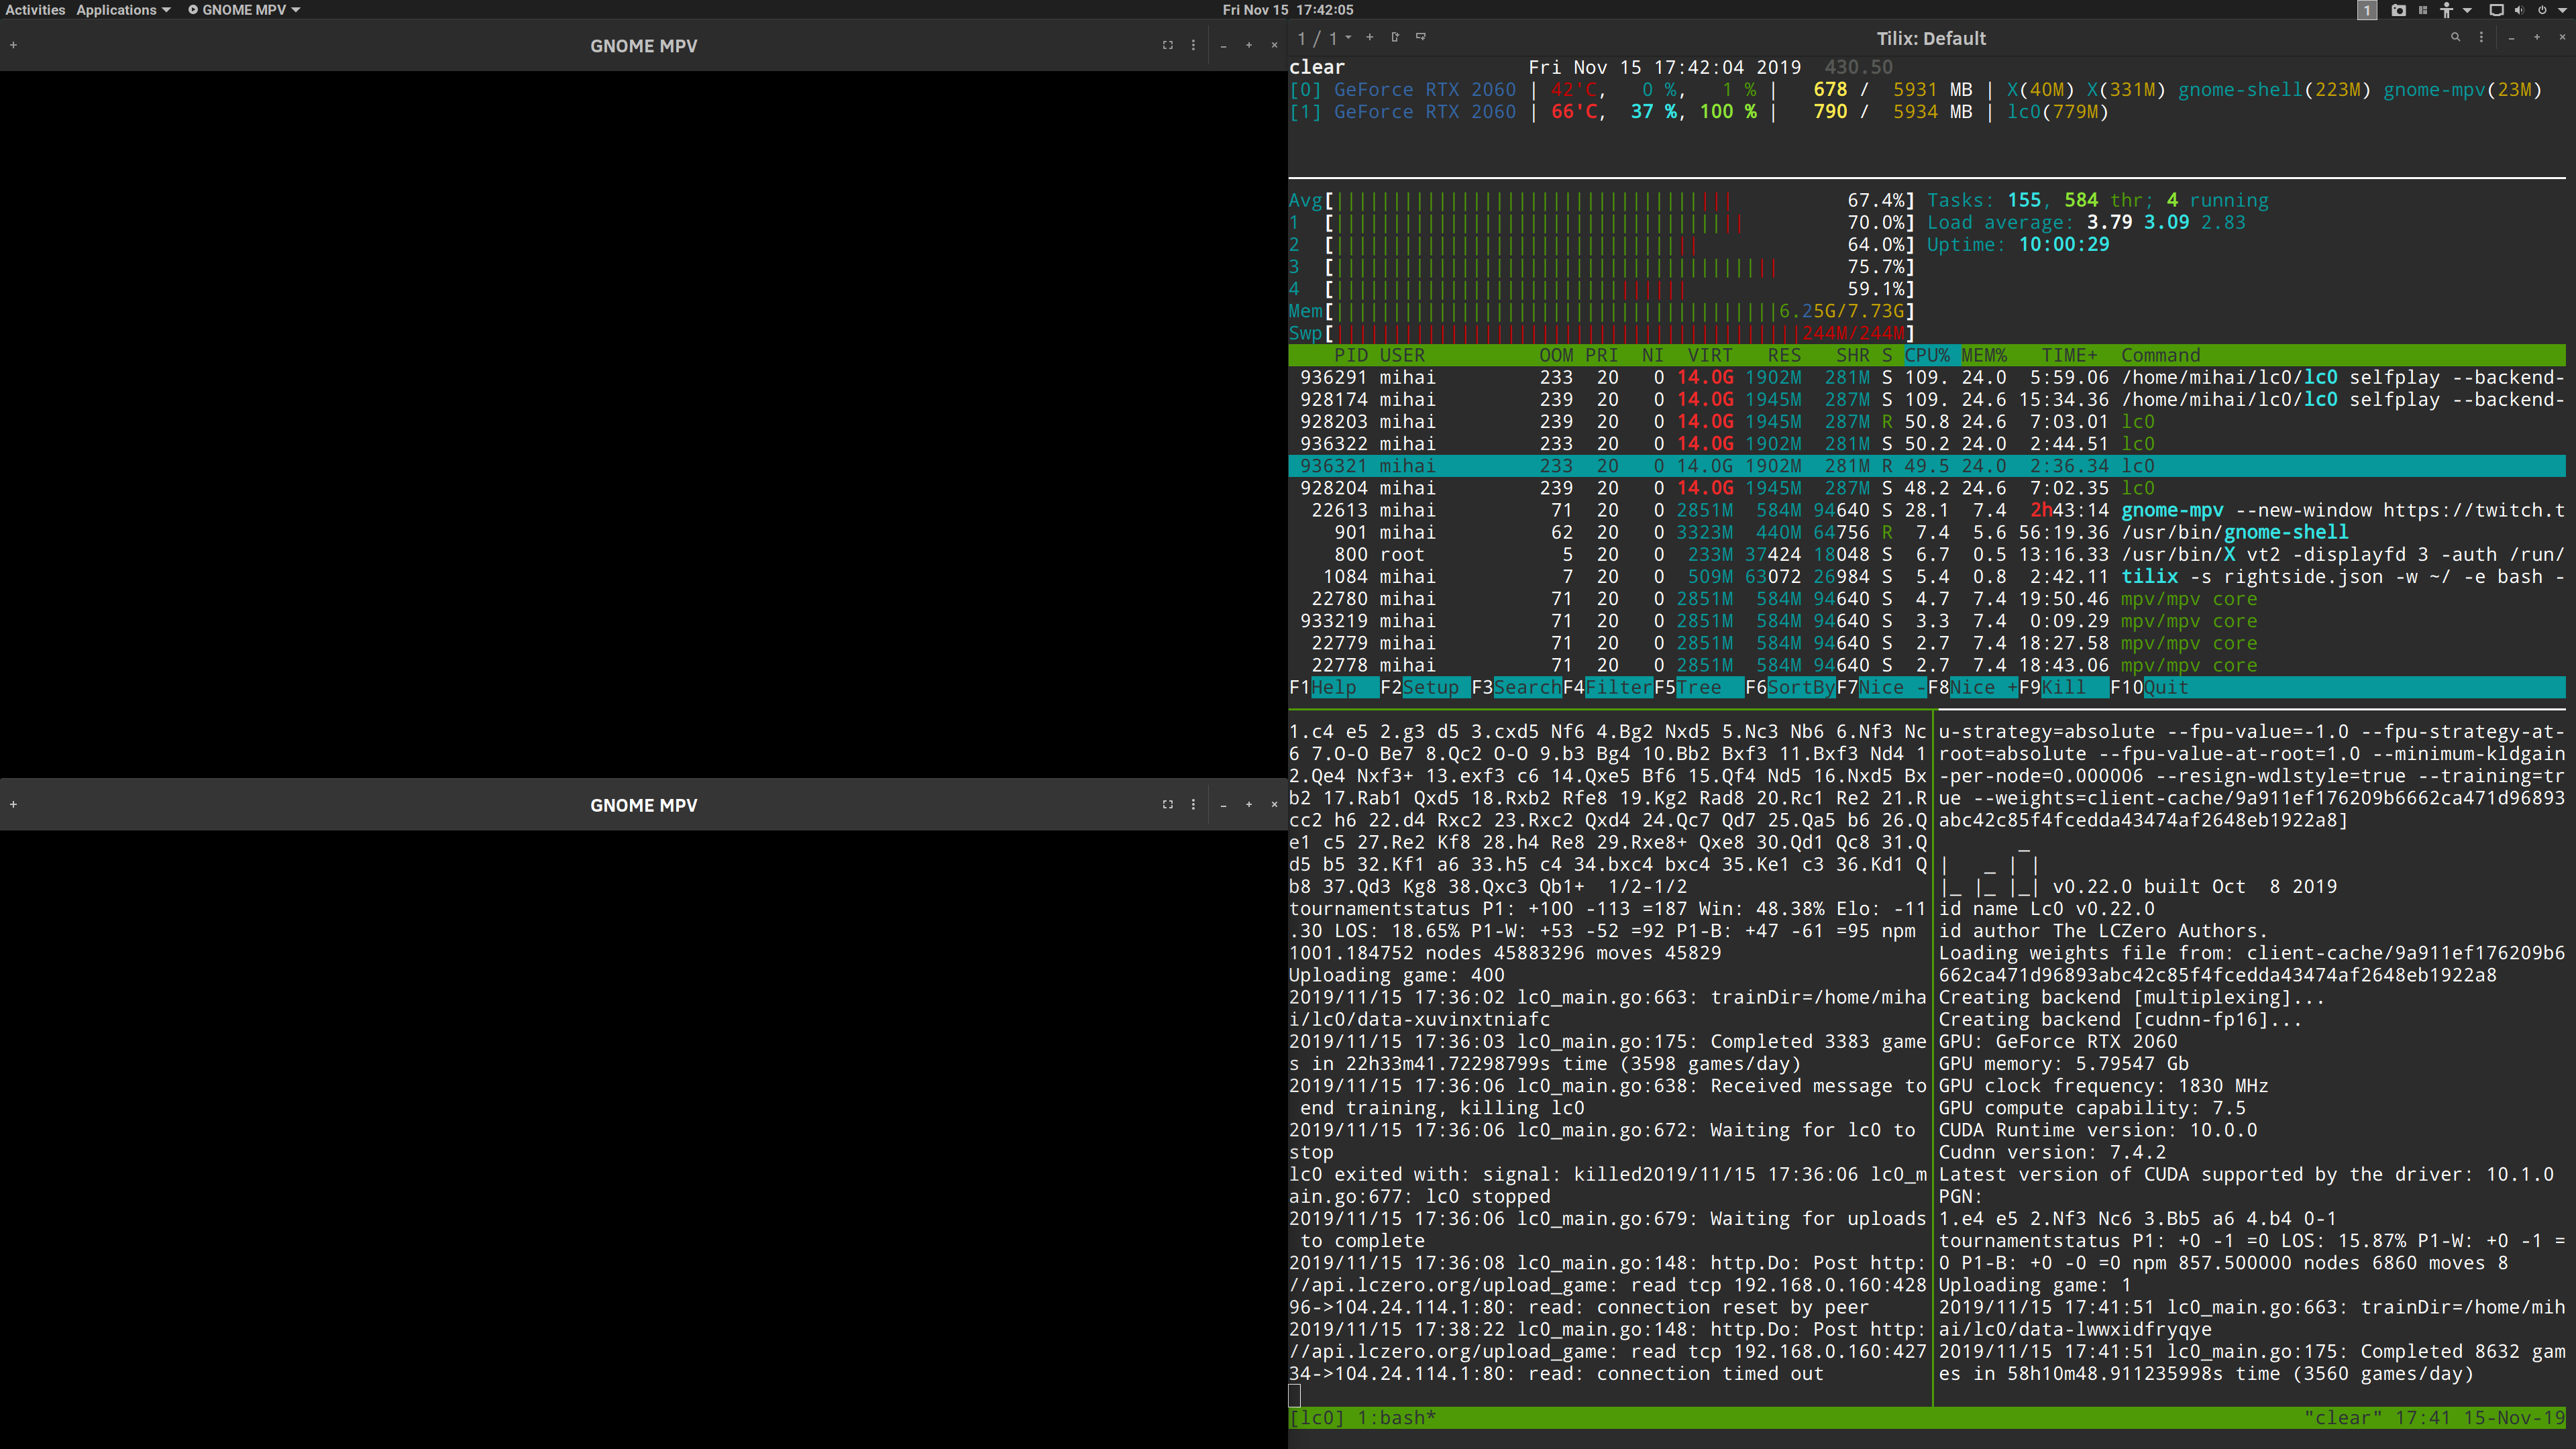 Activities Applications GNOME MPV Fri Nov 15 17:42:05 1
GNOME MPV
GNOME MPV
1 / 1 Tilix: Default
clear Fri Nov 15 17:42:04 2019 430.50
[0] GeForce RTX 2060 | 42'C, 0 %, 1 % | 678 / 5931 MB | X(40M) X(331M) gnome-shell(223M) gnome-mpv(23M)
[1] GeForce RTX 2060 | 66'C, 37 %, 100 % | 790 / 5934 MB | lc0(779M)
Avg[ 67.4%] Tasks: 155, 584 thr; 4 running
1 [ 70.0%] Load average: 3.79 3.09 2.83
2 [ 64.0%] Uptime: 10:00:29
3 [ 75.7%]
4 [ 59.1%]
Mem[ 6.25G/7.73G]
Swp[ 244M/244M]
PID USER OOM PRI NI VIRT RES SHR S CPU% MEM% TIME+ Command
936291 mihai 233 20 0 14.0G 1902M 281M S 109. 24.0 5:59.06 /home/mihai/lc0/lc0 selfplay --backend-
928174 mihai 239 20 0 14.0G 1945M 287M S 109. 24.6 15:34.36 /home/mihai/lc0/lc0 selfplay --backend-
928203 mihai 239 20 0 14.0G 1945M 287M R 50.8 24.6 7:03.01 lc0
936322 mihai 233 20 0 14.0G 1902M 281M S 50.2 24.0 2:44.51 lc0
936321 mihai 233 20 0 14.0G 1902M 281M R 49.5 24.0 2:36.34 lc0
928204 mihai 239 20 0 14.0G 1945M 287M S 48.2 24.6 7:02.35 lc0
22613 mihai 71 20 0 2851M 584M 94640 S 28.1 7.4 2h43:14 gnome-mpv --new-window https://twitch.t
901 mihai 62 20 0 3323M 440M 64756 R 7.4 5.6 56:19.36 /usr/bin/gnome-shell
800 root 5 20 0 233M 37424 18048 S 6.7 0.5 13:16.33 /usr/bin/X vt2 -displayfd 3 -auth /run/
1084 mihai 7 20 0 509M 63072 26984 S 5.4 0.8 2:42.11 tilix -s rightside.json -w ~/ -e bash -
22780 mihai 71 20 0 2851M 584M 94640 S 4.7 7.4 19:50.46 mpv/mpv core
933219 mihai 71 20 0 2851M 584M 94640 S 3.3 7.4 0:09.29 mpv/mpv core
22779 mihai 71 20 0 2851M 584M 94640 S 2.7 7.4 18:27.58 mpv/mpv core
22778 mihai 71 20 0 2851M 584M 94640 S 2.7 7.4 18:43.06 mpv/mpv core
F1Help F2Setup F3SearchF4FilterF5Tree F6SortByF7Nice -F8Nice +F9Kill F10Quit
1.c4 e5 2.g3 d5 3.cxd5 Nf6 4.Bg2 Nxd5 5.Nc3 Nb6 6.Nf3 Nc
6 7.O-O Be7 8.Qc2 O-O 9.b3 Bg4 10.Bb2 Bxf3 11.Bxf3 Nd4 1
2.Qe4 Nxf3+ 13.exf3 c6 14.Qxe5 Bf6 15.Qf4 Nd5 16.Nxd5 Bx
b2 17.Rab1 Qxd5 18.Rxb2 Rfe8 19.Kg2 Rad8 20.Rc1 Re2 21.R
cc2 h6 22.d4 Rxc2 23.Rxc2 Qxd4 24.Qc7 Qd7 25.Qa5 b6 26.Q
e1 c5 27.Re2 Kf8 28.h4 Re8 29.Rxe8+ Qxe8 30.Qd1 Qc8 31.Q
d5 b5 32.Kf1 a6 33.h5 c4 34.bxc4 bxc4 35.Ke1 c3 36.Kd1 Q
b8 37.Qd3 Kg8 38.Qxc3 Qb1+ 1/2-1/2
tournamentstatus P1: +100 -113 =187 Win: 48.38% Elo: -11
.30 LOS: 18.65% P1-W: +53 -52 =92 P1-B: +47 -61 =95 npm
1001.184752 nodes 45883296 moves 45829
Uploading game: 400
2019/11/15 17:36:02 lc0_main.go:663: trainDir=/home/miha
i/lc0/data-xuvinxtniafc
2019/11/15 17:36:03 lc0_main.go:175: Completed 3383 game
s in 22h33m41.72298799s time (3598 games/day)
2019/11/15 17:36:06 lc0_main.go:638: Received message to
end training, killing lc0
2019/11/15 17:36:06 lc0_main.go:672: Waiting for lc0 to
stop
lc0 exited with: signal: killed2019/11/15 17:36:06 lc0_m
ain.go:677: lc0 stopped
2019/11/15 17:36:06 lc0_main.go:679: Waiting for uploads
to complete
2019/11/15 17:36:08 lc0_main.go:148: http.Do: Post http:
//api.lczero.org/upload_game: read tcp 192.168.0.160:428
96->104.24.114.1:80: read: connection reset by peer
2019/11/15 17:38:22 lc0_main.go:148: http.Do: Post http:
//api.lczero.org/upload_game: read tcp 192.168.0.160:427
34->104.24.114.1:80: read: connection timed out
u-strategy=absolute --fpu-value=-1.0 --fpu-strategy-at-
root=absolute --fpu-value-at-root=1.0 --minimum-kldgain
-per-node=0.000006 --resign-wdlstyle=true --training=tr
ue --weights=client-cache/9a911ef176209b6662ca471d96893
abc42c85f4fcedda43474af2648eb1922a8]
_
| _ | |
|_ |_ |_| v0.22.0 built Oct 8 2019
id name Lc0 v0.22.0
id author The LCZero Authors.
Loading weights file from: client-cache/9a911ef176209b6
662ca471d96893abc42c85f4fcedda43474af2648eb1922a8
Creating backend [multiplexing]...
Creating backend [cudnn-fp16]...
GPU: GeForce RTX 2060
GPU memory: 5.79547 Gb
GPU clock frequency: 1830 MHz
GPU compute capability: 7.5
CUDA Runtime version: 10.0.0
Cudnn version: 7.4.2
Latest version of CUDA supported by the driver: 10.1.0
PGN:
1.e4 e5 2.Nf3 Nc6 3.Bb5 a6 4.b4 0-1
tournamentstatus P1: +0 -1 =0 LOS: 15.87% P1-W: +0 -1 =
0 P1-B: +0 -0 =0 npm 857.500000 nodes 6860 moves 8
Uploading game: 1
2019/11/15 17:41:51 lc0_main.go:663: trainDir=/home/mih
ai/lc0/data-lwwxidfryqye
2019/11/15 17:41:51 lc0_main.go:175: Completed 8632 gam
es in 58h10m48.911235998s time (3560 games/day)
[lc0] 1:bash* "clear" 17:41 15-Nov-19